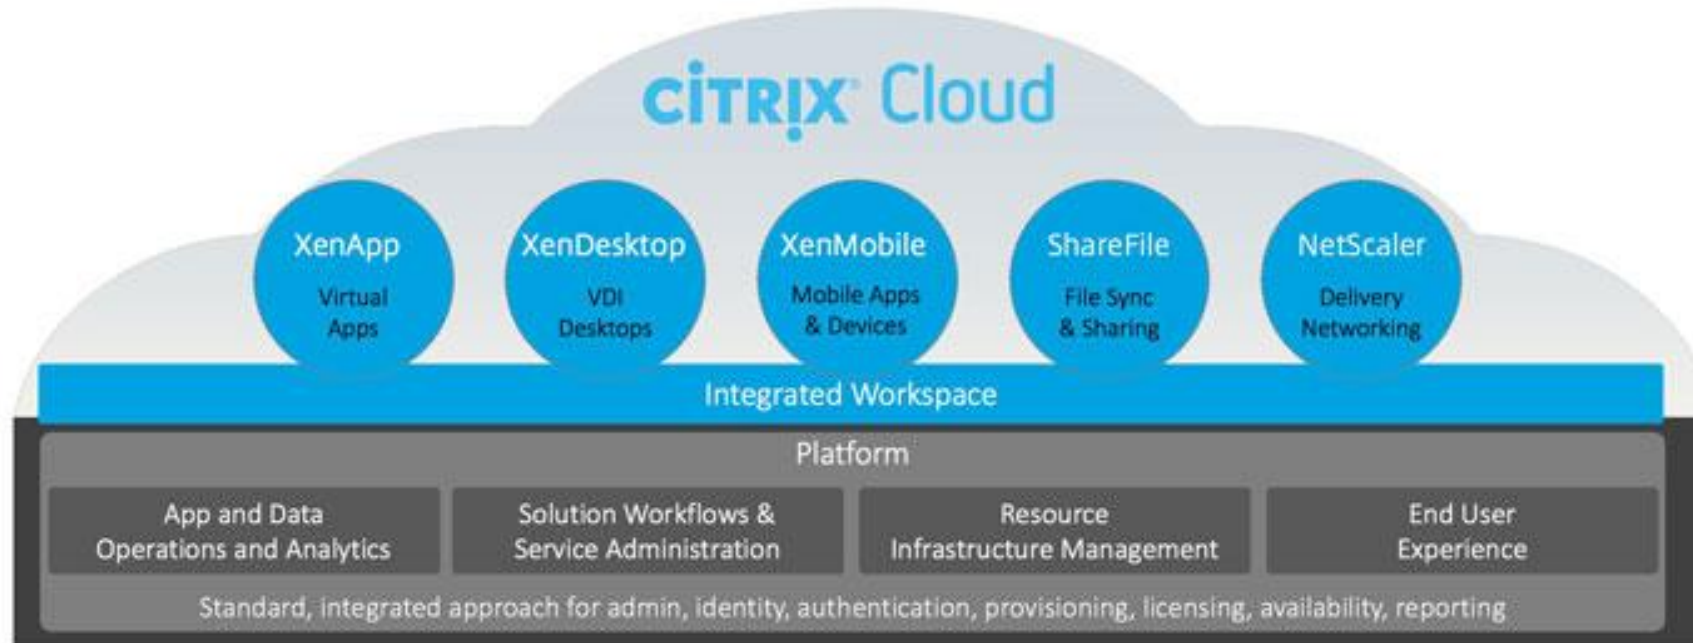 CİTRIX® Cloud
XenApp
Virtual
Apps
XenDesktop
VDI
Desktops
XenMobile
Mobile Apps
& Devices
ShareFile
File Sync
& Sharing
NetScaler
Delivery
Networking
Integrated Workspace
Platform
App and Data
Operations and Analytics
Solution Workflows &
Service Administration
Resource
Infrastructure Management
End User
Experience
Standard, integrated approach for admin, identity, authentication, provisioning, licensing, availability, reporting